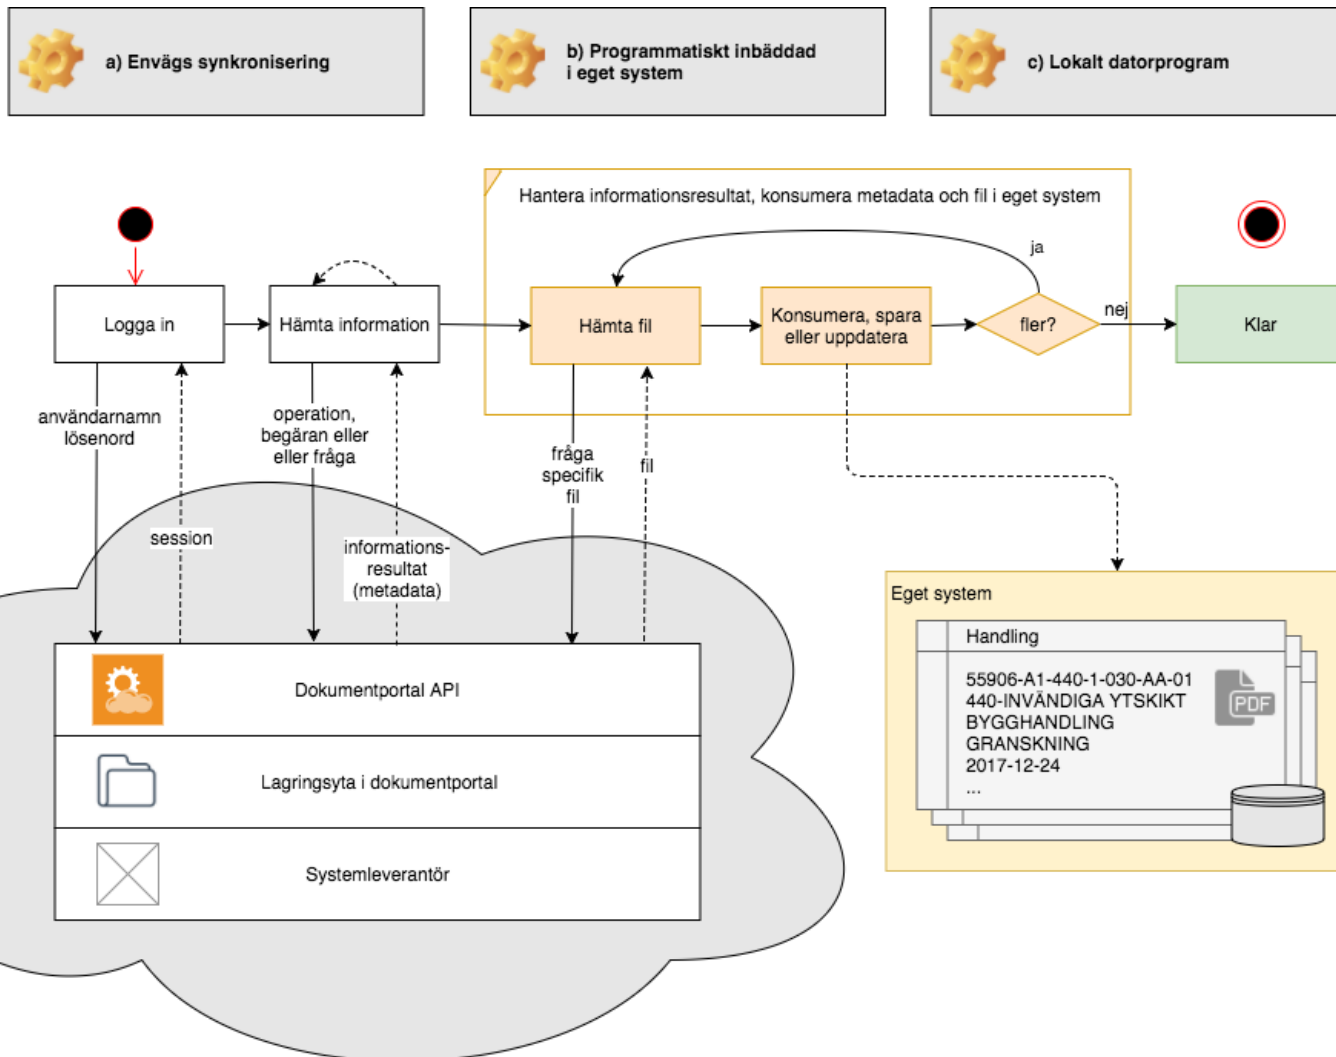 a) Envägs synkronisering
b) Programmatiskt inbäddad
i eget system
c) Lokalt datorprogram
Hantera informationsresultat, konsumera metadata och fil i eget system
ja
Logga in
Hämta information
Hämta fil
Konsumera, spara
eller uppdatera
fler?
nej
Klar
användarnamn
lösenord
operation,
begäran eller
eller fråga
fråga
specifik
fil
fil
session
informations-
resultat
(metadata)
Eget system
Handling
55906-A1-440-1-030-AA-01
440-INVÄNDIGA YTSKIKT
BYGGHANDLING
GRANSKNING
2017-12-24
...
PDF
Dokumentportal API
Lagringsyta i dokumentportal
Systemleverantör